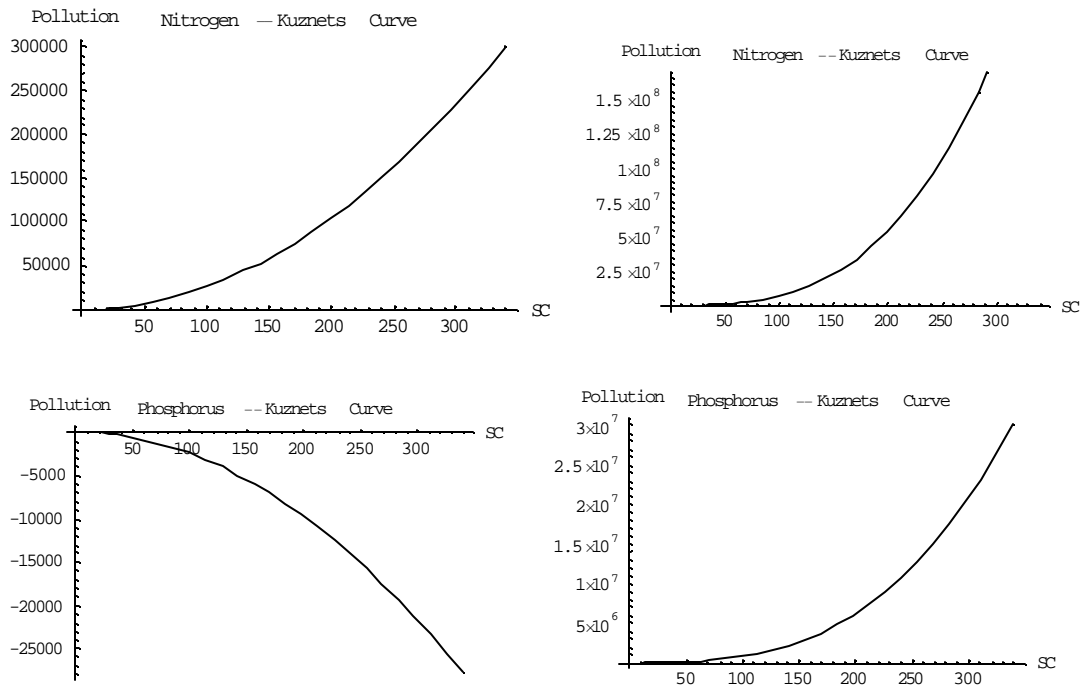 Pollution Nitrogen — Kuznets Curve
300000
250000
200000
150000
100000
50000
50 100 150 200 250 300 SC
Pollution Nitrogen -- Kuznets Curve
1.5 ×10^8
1.25 ×10^8
1×10^8
7.5 ×10^7
5×10^7
2.5 ×10^7
50 100 150 200 250 300 SC
Pollution Phosphorus -- Kuznets Curve
50 100 150 200 250 300 SC
-5000
-10000
-15000
-20000
-25000
Pollution Phosphorus -- Kuznets Curve
3×10^7
2.5×10^7
2×10^7
1.5×10^7
1×10^7
5×10^6
50 100 150 200 250 300 SC